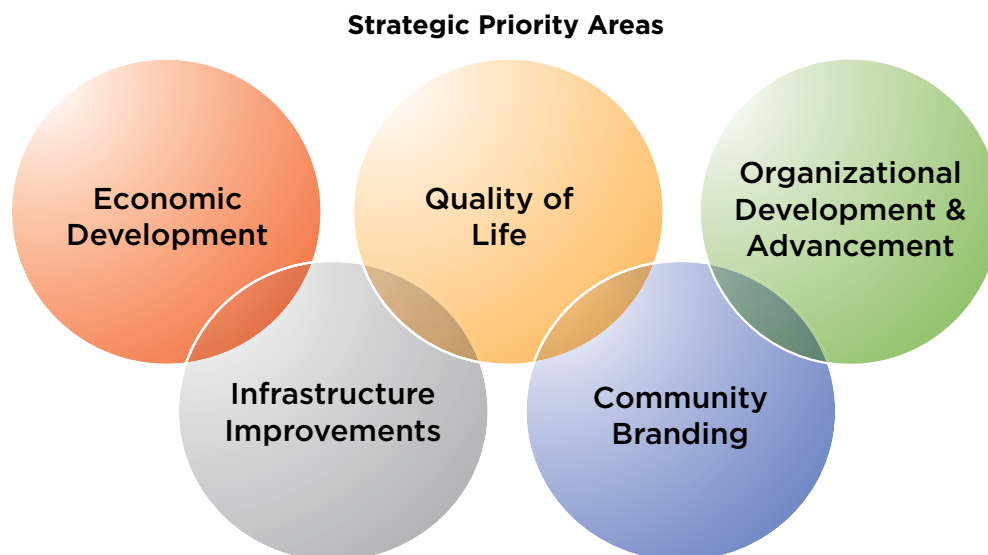 Strategic Priority Areas
Economic
Development
Quality of
Life
Organizational
Development &
Advancement
Infrastructure
Improvements
Community
Branding